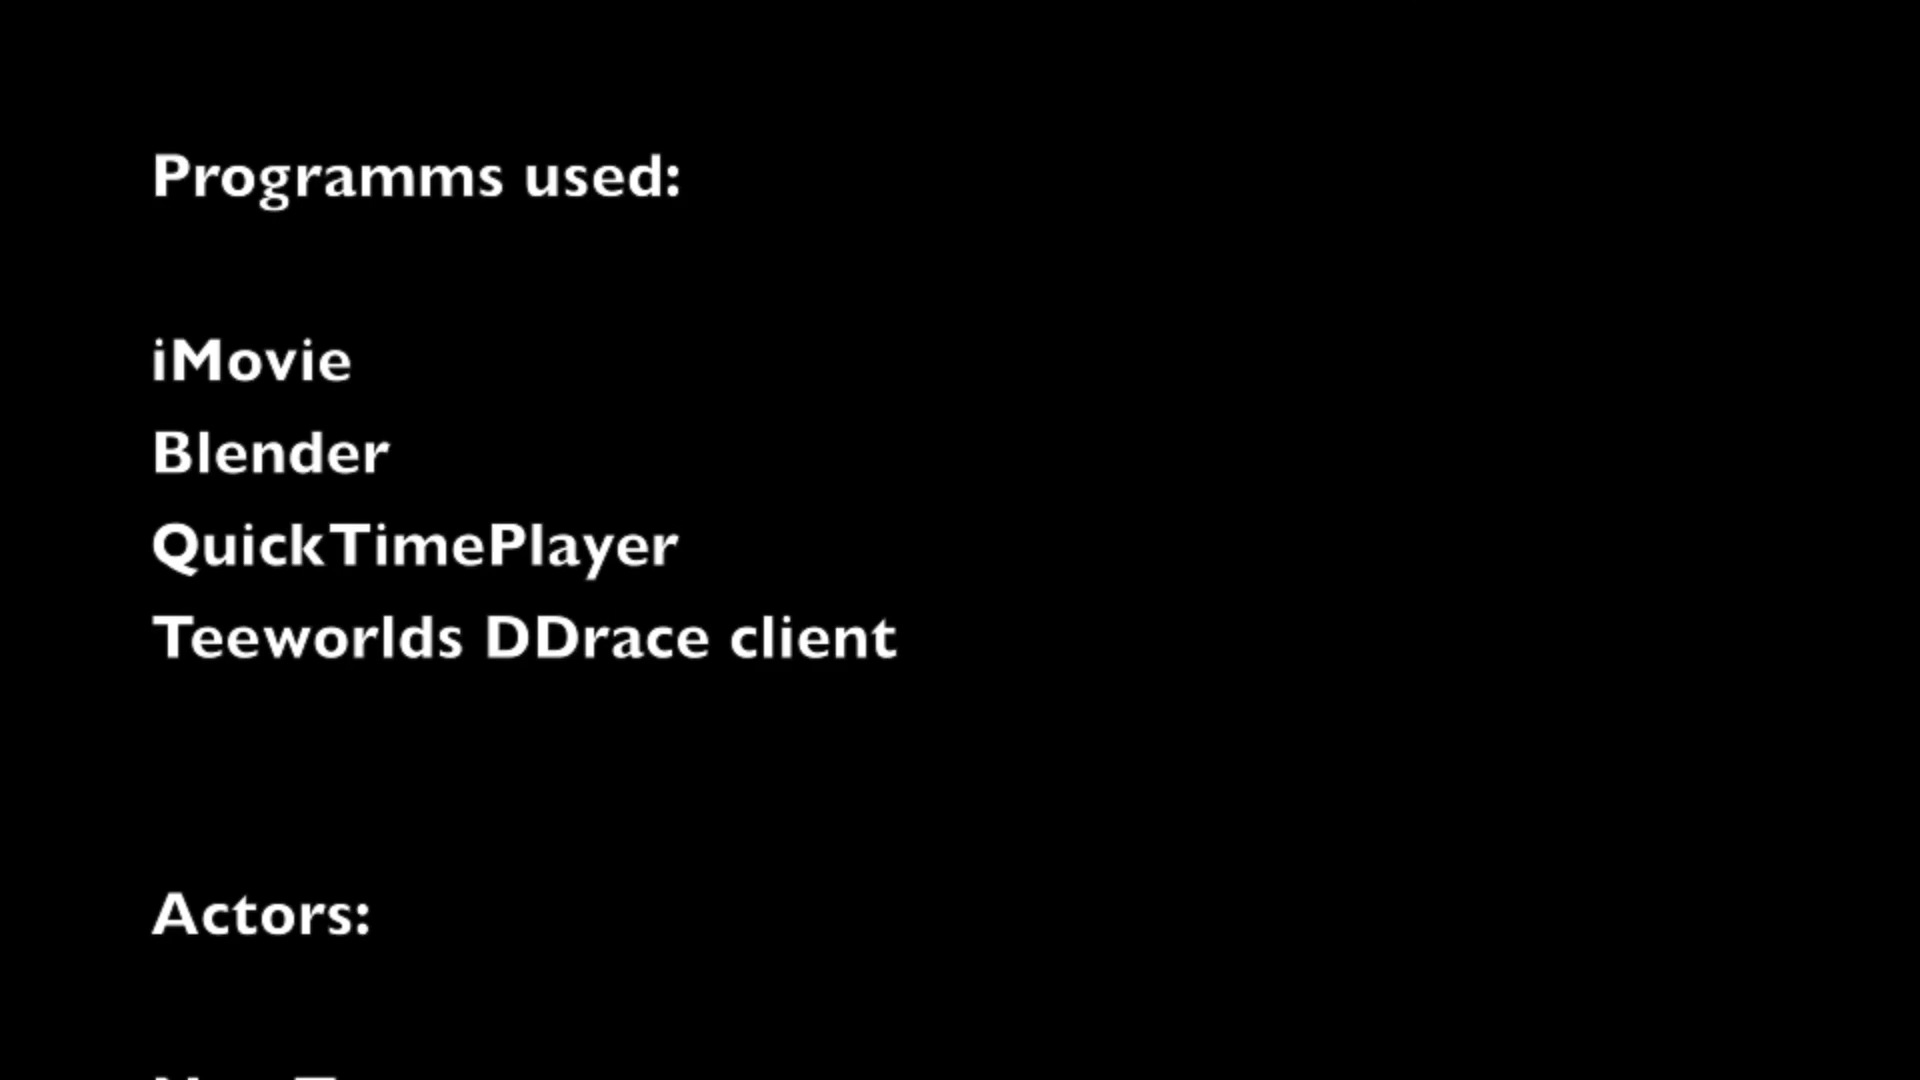 Programms used:
iMovie
Blender
QuickTimePlayer
Teeworlds DDrace client
Actors: